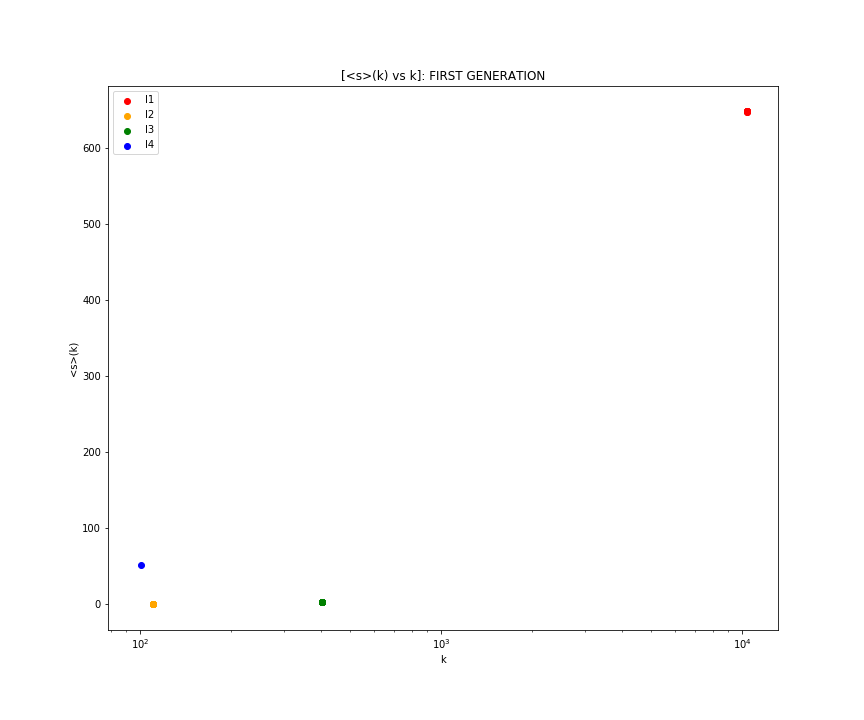 [<s>(k) vs k]: FIRST GENERATION
l1
l2
l3
l4
600
500
400
300
200
100
0
<s>(k)
10² 10³ 10⁴
k